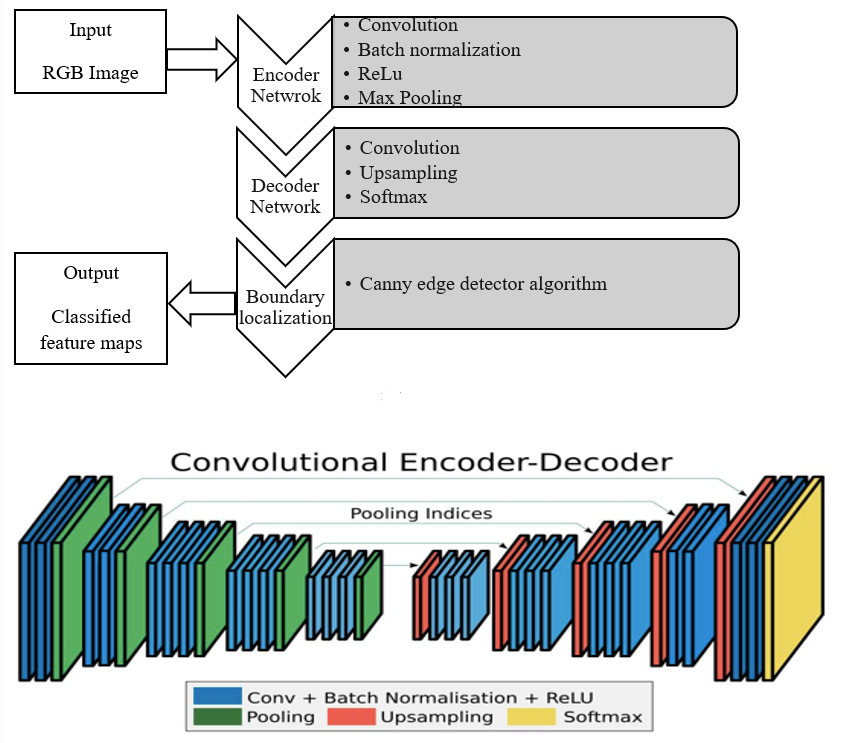 Input
RGB Image
Encoder
Netwrok
• Convolution
• Batch normalization
• ReLu
• Max Pooling
Decoder
Network
• Convolution
• Upsampling
• Softmax
Boundary
localization
• Canny edge detector algorithm
Output
Classified
feature maps
Convolutional Encoder-Decoder
Pooling Indices
Conv + Batch Normalisation + ReLU
Pooling Upsampling Softmax